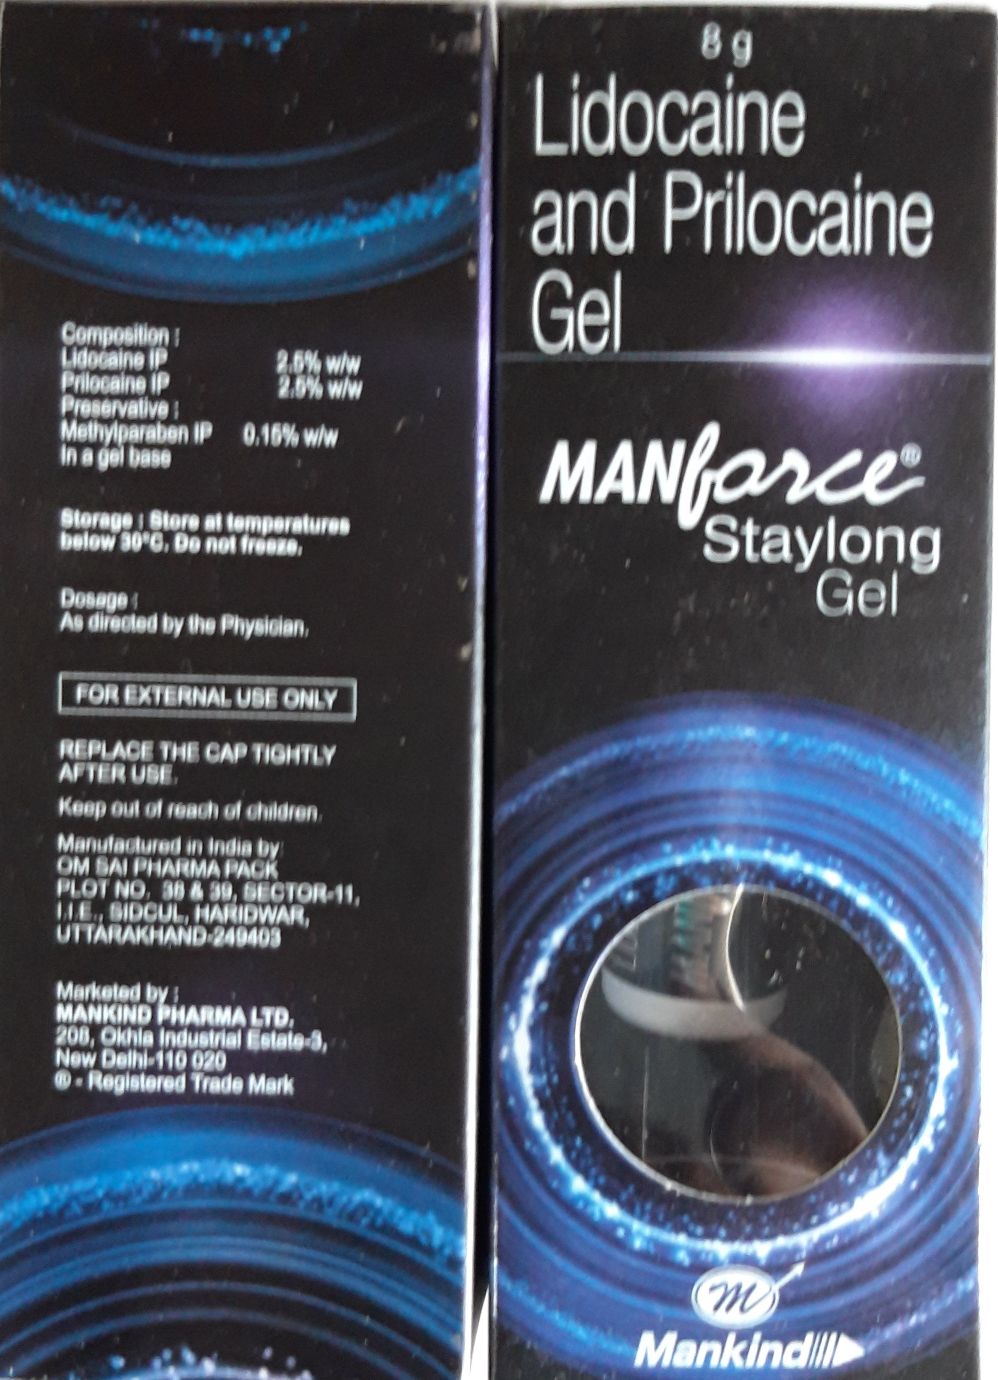 Composition :
Lidocaine IP 2.5% w/w
Prilocaine IP 2.5% w/w
Preservative :
Methylparaben IP 0.15% w/w
In a gel base
Storage : Store at temperatures
below 30°C. Do not freeze.
Dosage :
As directed by the Physician.
FOR EXTERNAL USE ONLY
REPLACE THE CAP TIGHTLY
AFTER USE.
Keep out of reach of children.
Manufactured in India by:
OM SAI PHARMA PACK
PLOT NO. 38 & 39, SECTOR-11,
I.I.E., SIDCUL, HARIDWAR,
UTTARAKHAND-249403
Marketed by :
MANKIND PHARMA LTD.
208, Okhla Industrial Estate-3,
New Delhi-110 020
® - Registered Trade Mark
8 g
Lidocaine
and Prilocaine
Gel
MANforce®
Staylong
Gel
m
Mankind